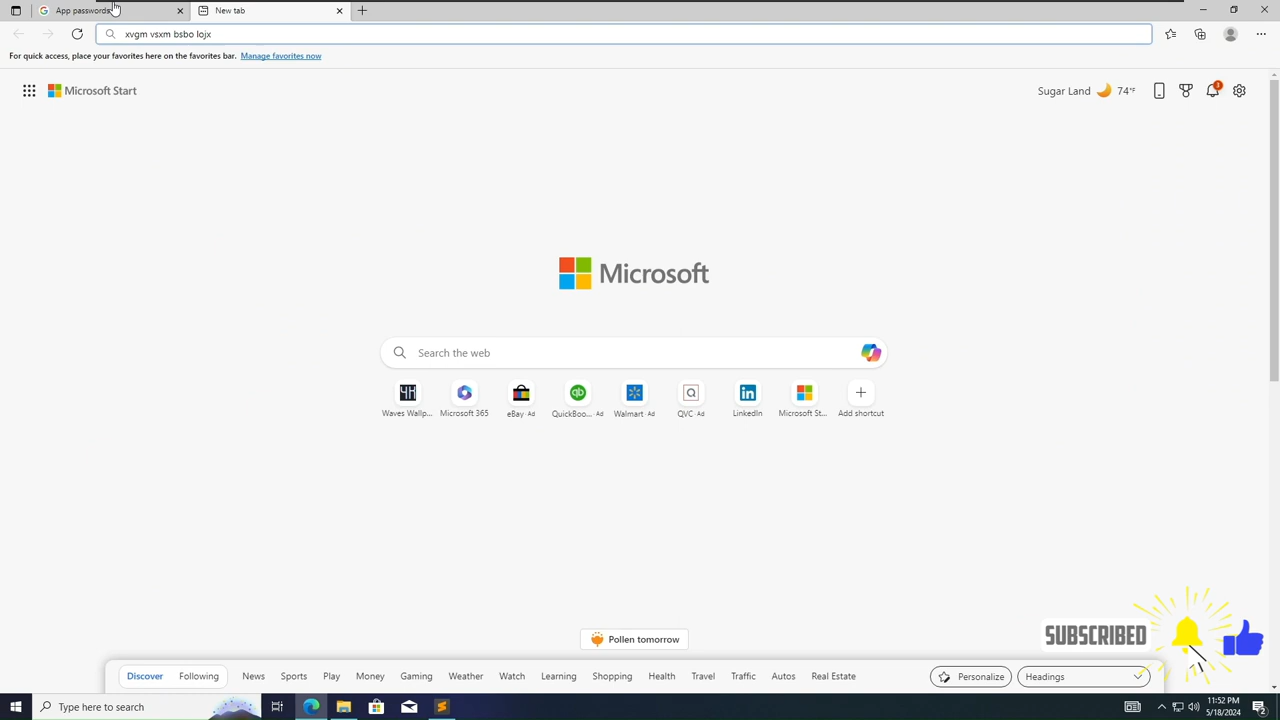 App passwords
New tab
xvgm vsxm bsbo lojx
For quick access, place your favorites here on the favorites bar. Manage favorites now
Microsoft Start
Sugar Land 74°F
3
Microsoft
Search the web
Waves Wallp... Microsoft 365 eBay · Ad QuickBoo... · Ad Walmart · Ad QVC · Ad LinkedIn Microsoft St... Add shortcut
Pollen tomorrow
SUBSCRIBED
Discover Following News Sports Play Money Gaming Weather Watch Learning Shopping Health Travel Traffic Autos Real Estate Personalize Headings
Type here to search
11:52 PM
5/18/2024
2